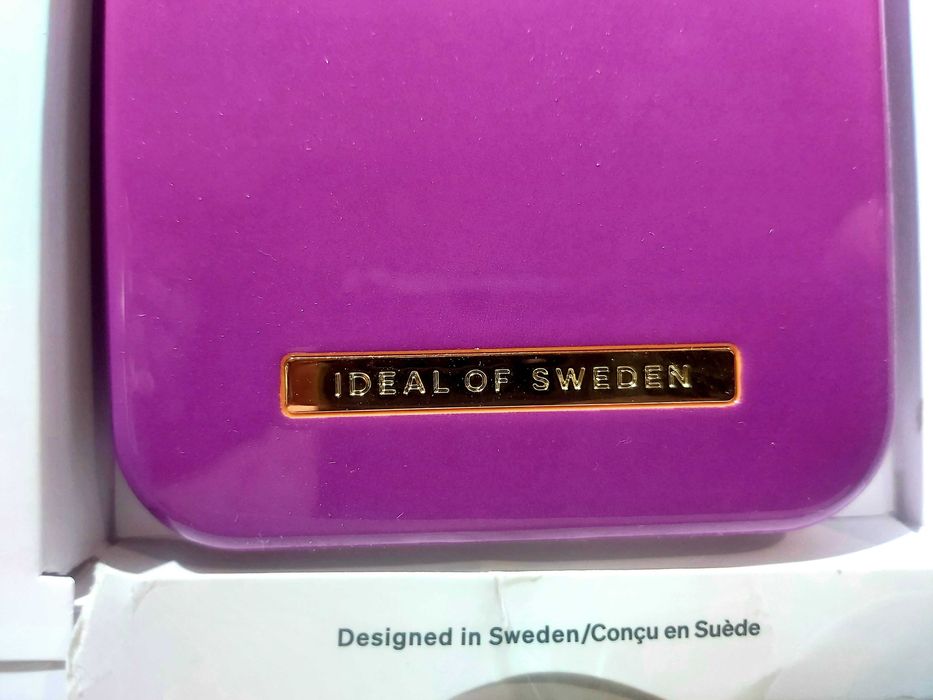 IDEAL OF SWEDEN
Designed in Sweden/Conçu en Suède